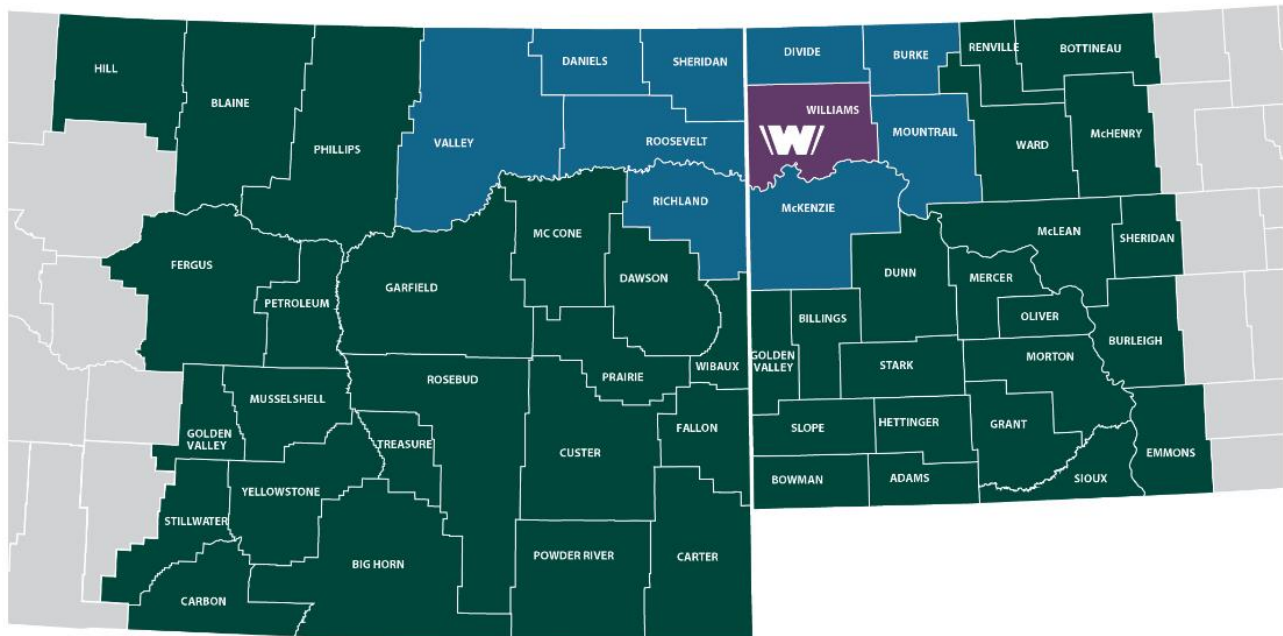 HILL
BLAINE
PHILLIPS
VALLEY
DANIELS
SHERIDAN
ROOSEVELT
RICHLAND
MC CONE
DAWSON
GARFIELD
FERGUS
PETROLEUM
MUSSELSHELL
GOLDEN
VALLEY
ROSEBUD
TREASURE
PRAIRIE
WIBAUX
FALLON
CUSTER
YELLOWSTONE
STILLWATER
CARBON
BIG HORN
POWDER RIVER
CARTER
DIVIDE
BURKE
RENVILLE
BOTTINEAU
WILLIAMS
W
MOUNTRAIL
WARD
McHENRY
McKENZIE
McLEAN
SHERIDAN
DUNN
MERCER
OLIVER
BURLEIGH
BILLINGS
GOLDEN
VALLEY
STARK
MORTON
SLOPE
HETTINGER
GRANT
BOWMAN
ADAMS
SIOUX
EMMONS